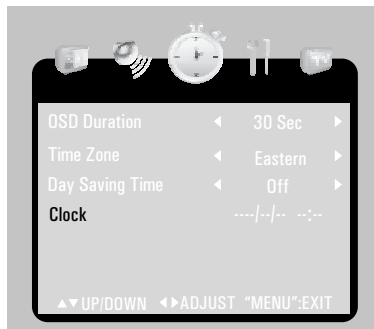 OSD Duration ◀ 30 Sec ▶
Time Zone ◀ Eastern ▶
Day Saving Time ◀ Off ▶
Clock ----/--/-- --:--
▲▼UP/DOWN ◀▶ADJUST "MENU":EXIT